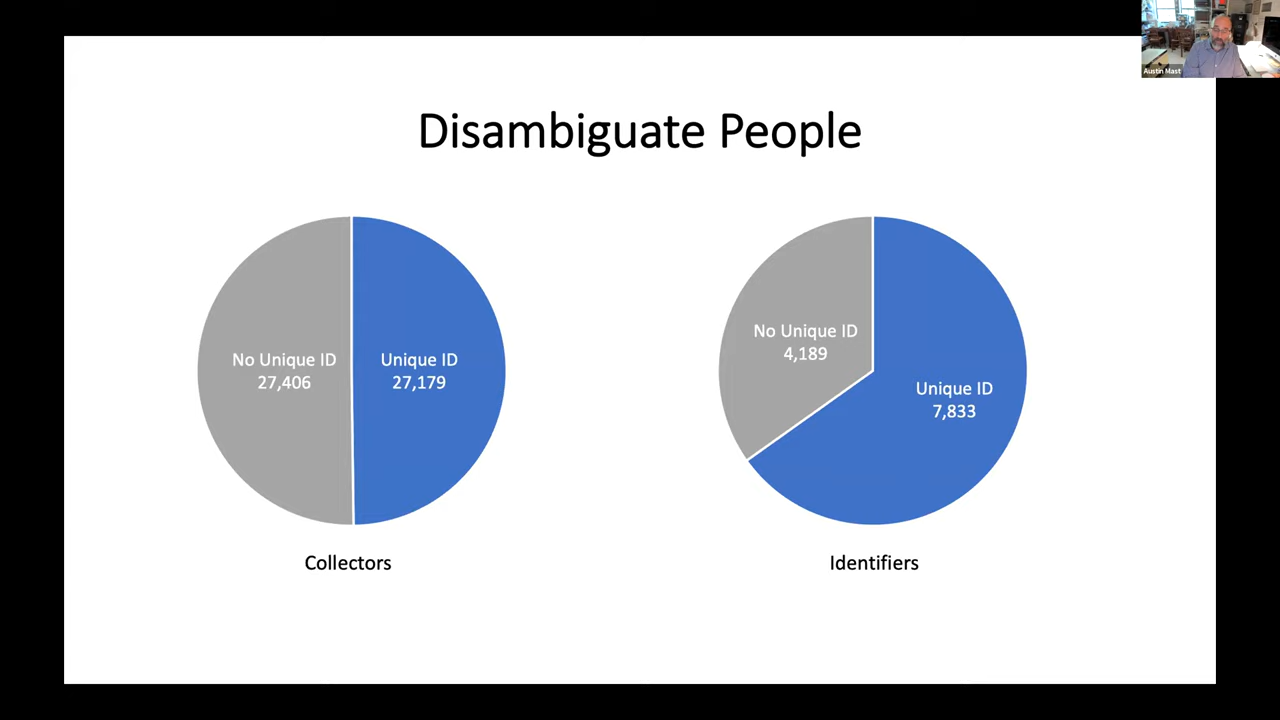 Austin Mast
Disambiguate People
No Unique ID
27,406
Unique ID
27,179
Collectors
No Unique ID
4,189
Unique ID
7,833
Identifiers